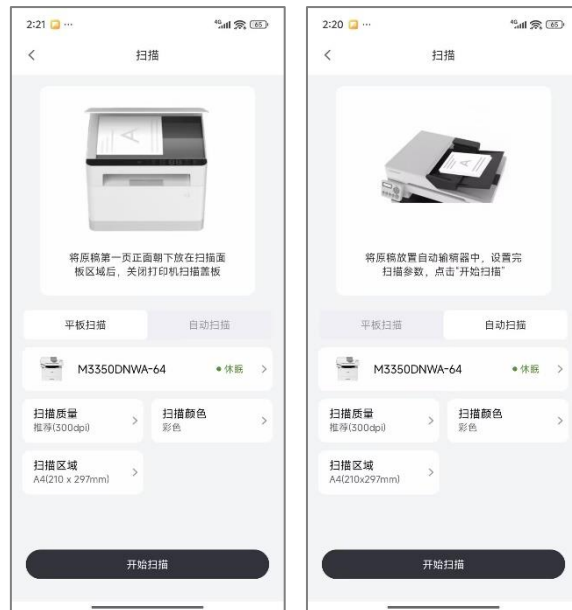 2:21
4G
65
扫描
A
将原稿第一页正面朝下放在扫描面
板区域后，关闭打印机扫描盖板
平板扫描
自动扫描
M3350DNWA-64
休眠
扫描质量
推荐(300dpi)
扫描颜色
彩色
扫描区域
A4(210 x 297mm)
开始扫描
2:20
4G
65
扫描
A
将原稿放置自动输稿器中，设置完
扫描参数，点击"开始扫描"
平板扫描
自动扫描
M3350DNWA-64
休眠
扫描质量
推荐(300dpi)
扫描颜色
彩色
扫描区域
A4(210x297mm)
开始扫描